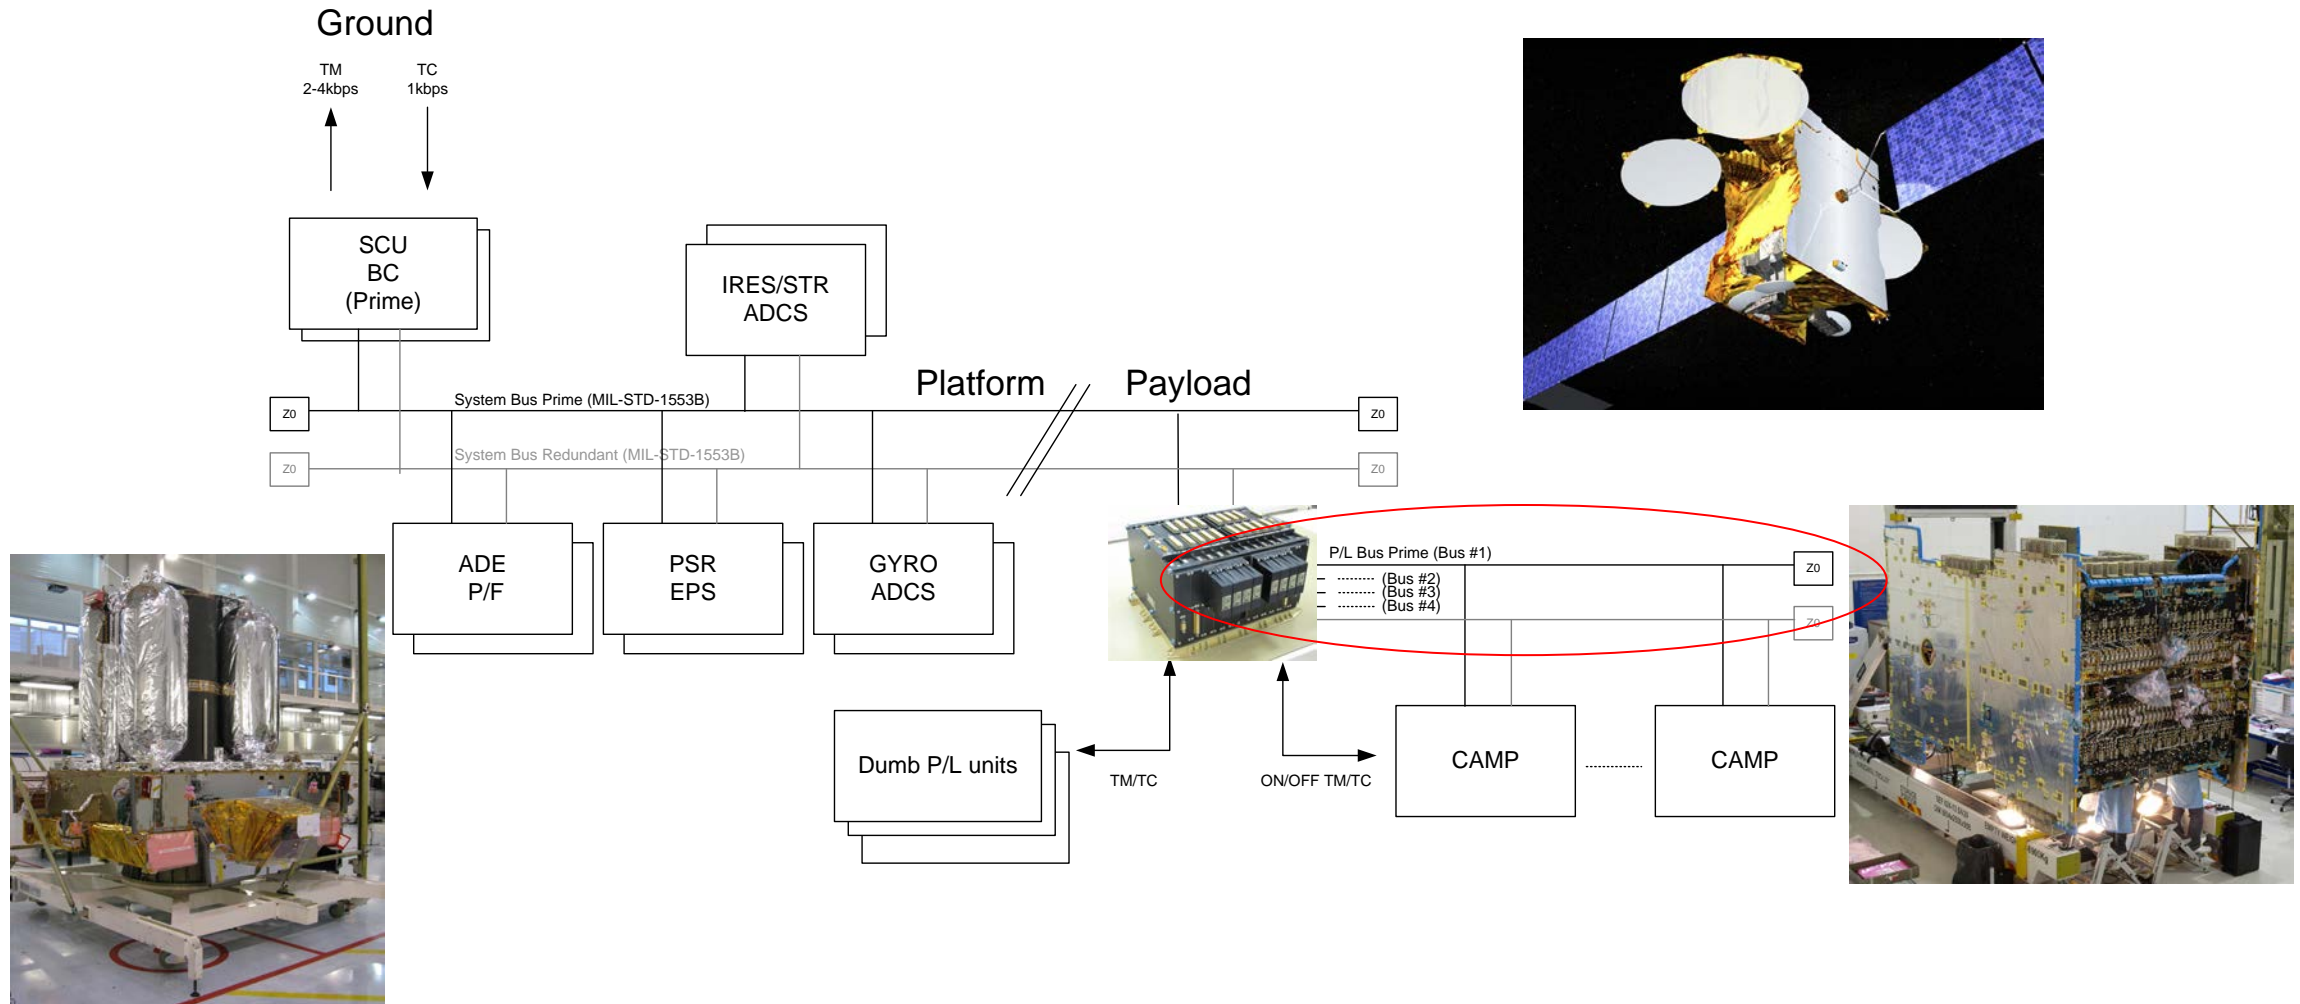 Ground
TM
2-4kbps
TC
1kbps
SCU
BC
(Prime)
IRES/STR
ADCS
Platform
Payload
System Bus Prime (MIL-STD-1553B)
Z0
Z0
System Bus Redundant (MIL-STD-1553B)
Z0
Z0
ADE
P/F
PSR
EPS
GYRO
ADCS
P/L Bus Prime (Bus #1)
(Bus #2)
(Bus #3)
(Bus #4)
Z0
Z0
Dumb P/L units
TM/TC
ON/OFF TM/TC
CAMP
CAMP